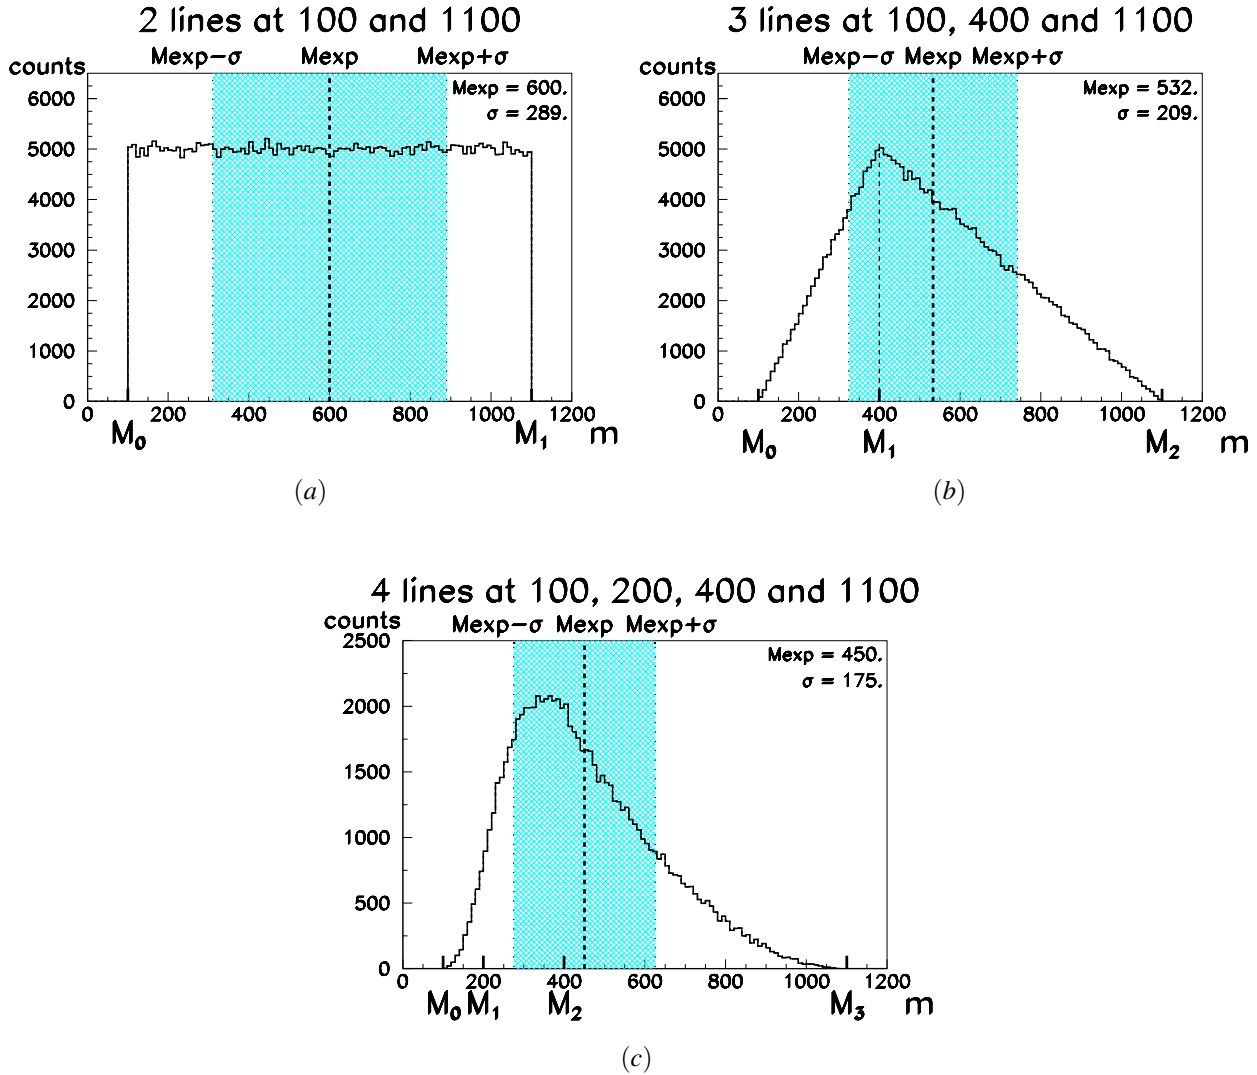 2 lines at 100 and 1100
Mexp−σ Mexp Mexp+σ
counts
Mexp = 600.
σ = 289.
6000
5000
4000
3000
2000
1000
0
0 200 400 600 800 1000 1200
M₀ M₁ m
(a)
3 lines at 100, 400 and 1100
Mexp−σ Mexp Mexp+σ
counts
Mexp = 532.
σ = 209.
6000
5000
4000
3000
2000
1000
0
0 200 400 600 800 1000 1200
M₀ M₁ M₂ m
(b)
4 lines at 100, 200, 400 and 1100
Mexp−σ Mexp Mexp+σ
counts
Mexp = 450.
σ = 175.
2500
2000
1500
1000
500
0
0 200 400 600 800 1000 1200
M₀ M₁ M₂ M₃ m
(c)